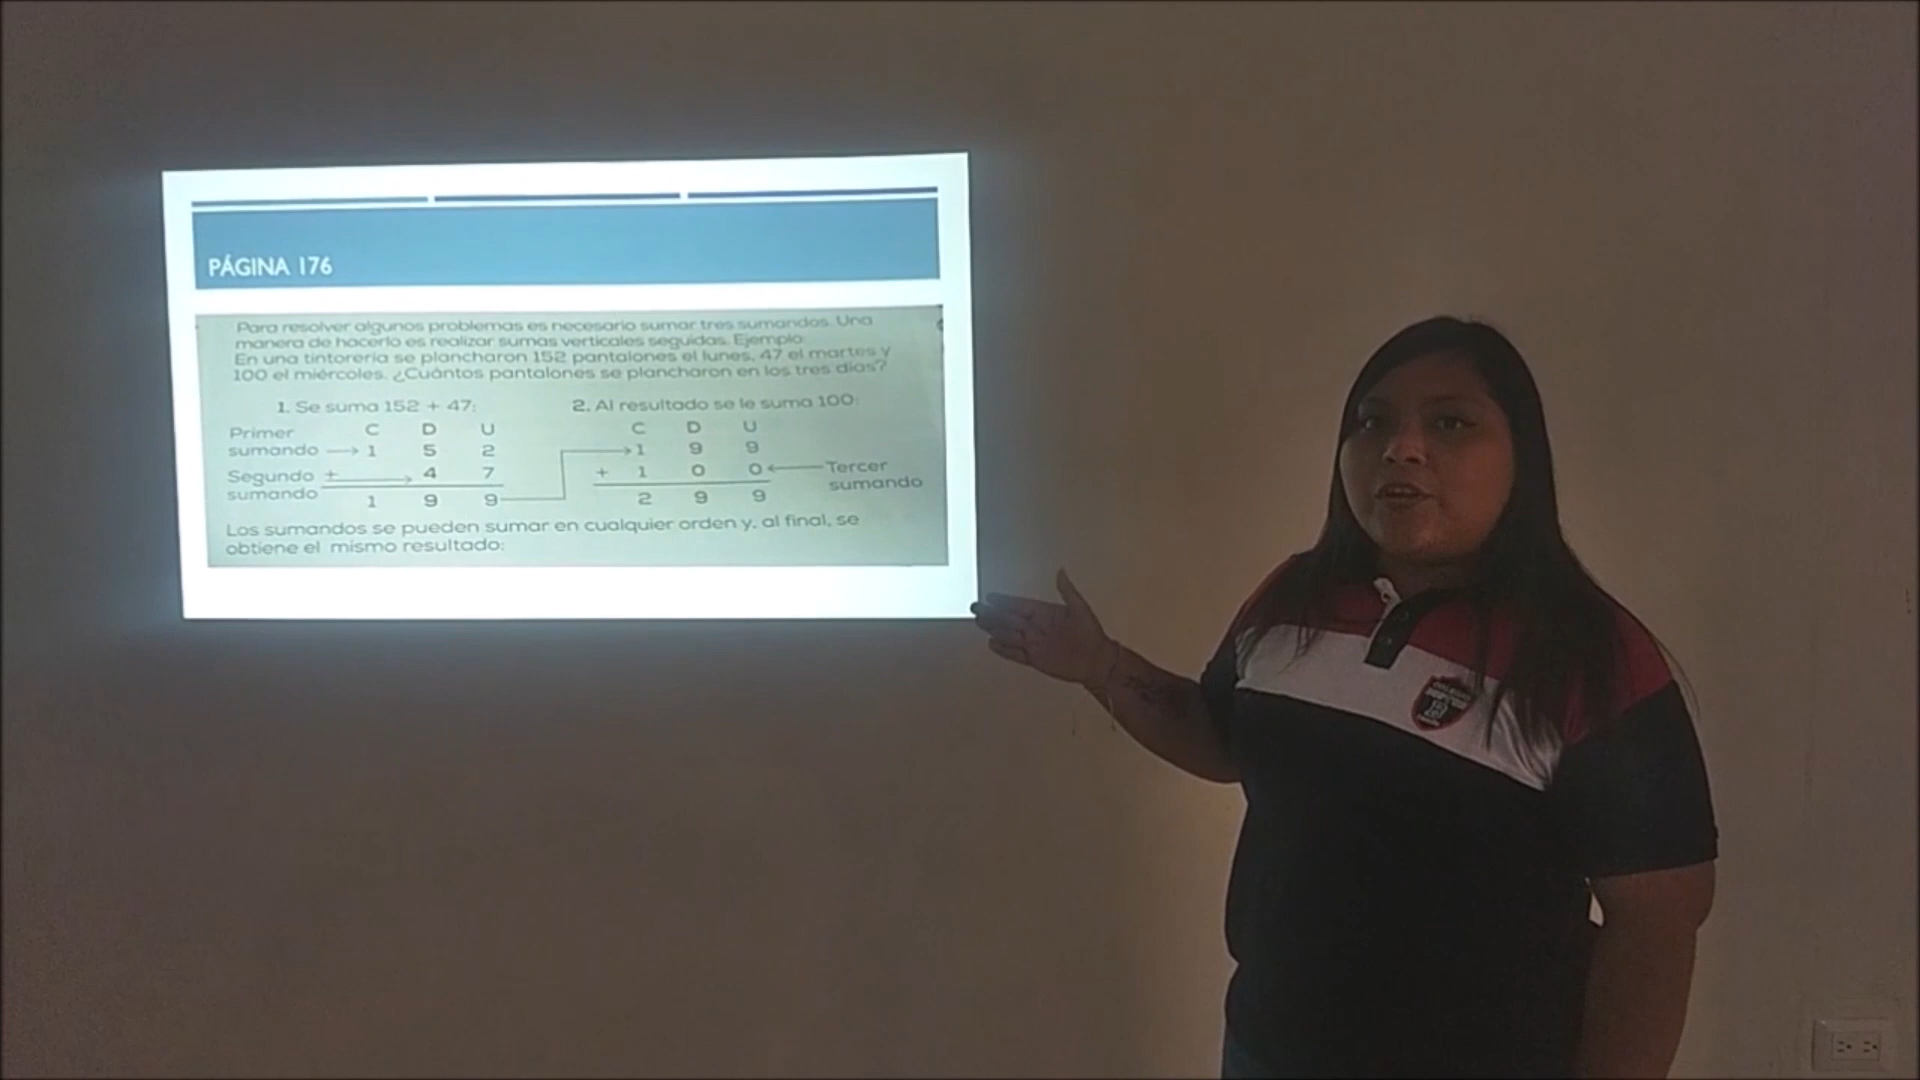 PÁGINA 176
Para resolver algunos problemas es necesario sumar tres sumandos. Una
manera de hacerlo es realizar sumas verticales seguidas. Ejemplo:
En una tintorería se plancharon 152 pantalones el lunes, 47 el martes y
100 el miércoles. ¿Cuántos pantalones se plancharon en los tres días?
1. Se suma 152 + 47:
2. Al resultado se le suma 100:
Primer C D U
sumando → 1 5 2
Segundo + → 4 7
sumando 1 9 9
C D U
→ 1 9 9
+ 1 0 0 ← Tercer
sumando
2 9 9
Los sumandos se pueden sumar en cualquier orden y, al final, se
obtiene el mismo resultado: